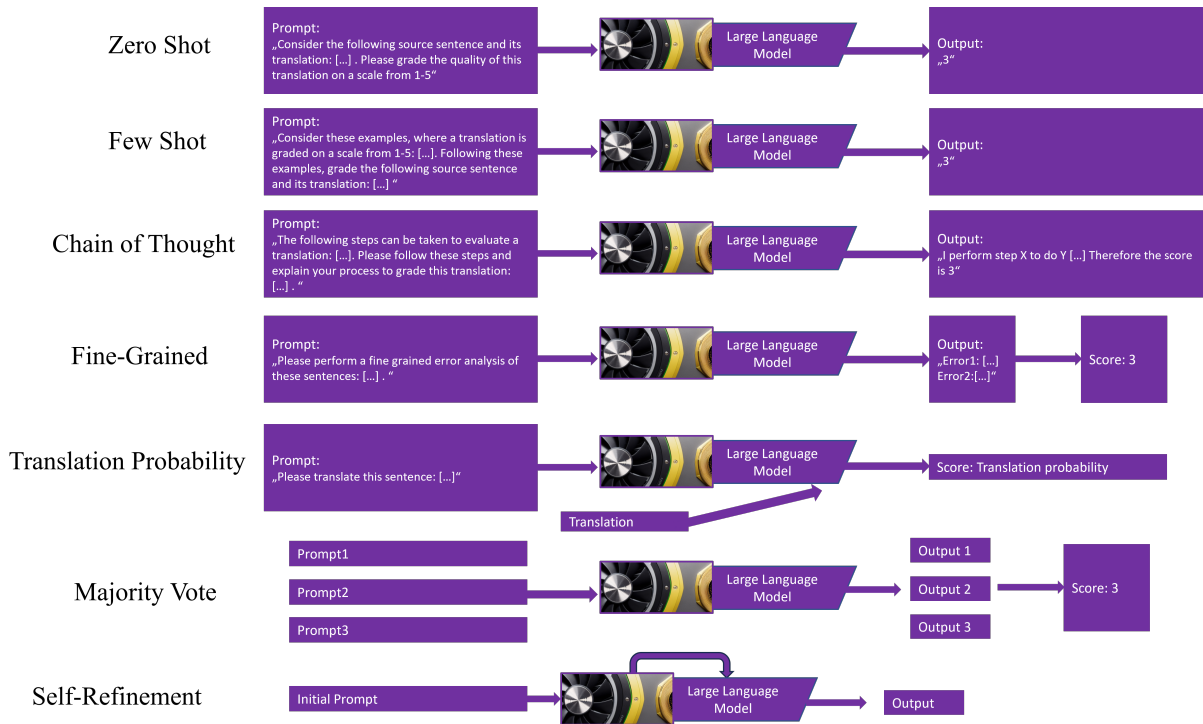 Zero Shot
Prompt:
„Consider the following source sentence and its
translation: […] . Please grade the quality of this
translation on a scale from 1-5“
Large Language
Model
Output:
„3“
Few Shot
Prompt:
„Consider these examples, where a translation is
graded on a scale from 1-5: […]. Following these
examples, grade the following source sentence
and its translation: […] “
Large Language
Model
Output:
„3“
Chain of Thought
Prompt:
„The following steps can be taken to evaluate a
translation: […]. Please follow these steps and
explain your process to grade this translation:
[…] . “
Large Language
Model
Output:
„I perform step X to do Y […] Therefore the score
is 3“
Fine-Grained
Prompt:
„Please perform a fine grained error analysis of
these sentences: […] . “
Large Language
Model
Output:
„Error1: […]
Error2:[…]“
Score: 3
Translation Probability
Prompt:
„Please translate this sentence: […]“
Large Language
Model
Score: Translation probability
Translation
Majority Vote
Prompt1
Prompt2
Prompt3
Large Language
Model
Output 1
Output 2
Output 3
Score: 3
Self-Refinement
Initial Prompt
Large Language
Model
Output